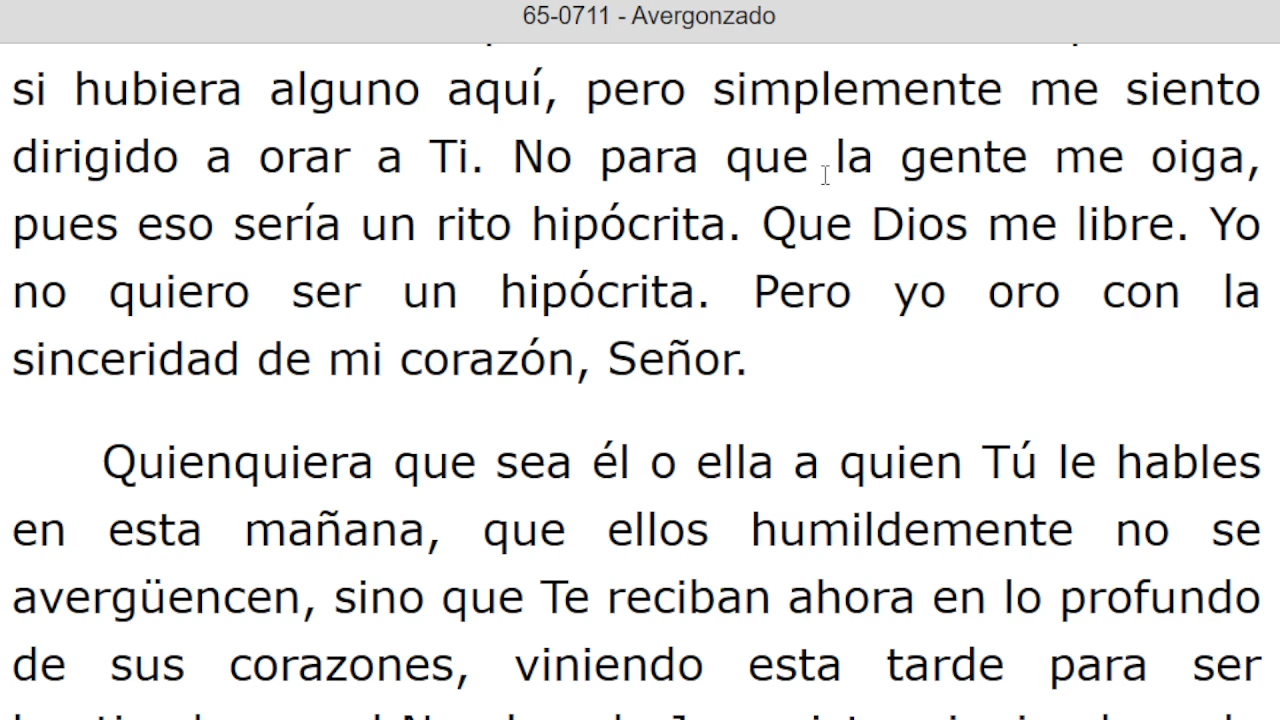 65-0711 - Avergonzado
si hubiera alguno aquí, pero simplemente me siento
dirigido a orar a Ti. No para que la gente me oiga,
pues eso sería un rito hipócrita. Que Dios me libre. Yo
no quiero ser un hipócrita. Pero yo oro con la
sinceridad de mi corazón, Señor.
Quienquiera que sea él o ella a quien Tú le hables
en esta mañana, que ellos humildemente no se
avergüencen, sino que Te reciban ahora en lo profundo
de sus corazones, viniendo esta tarde para ser